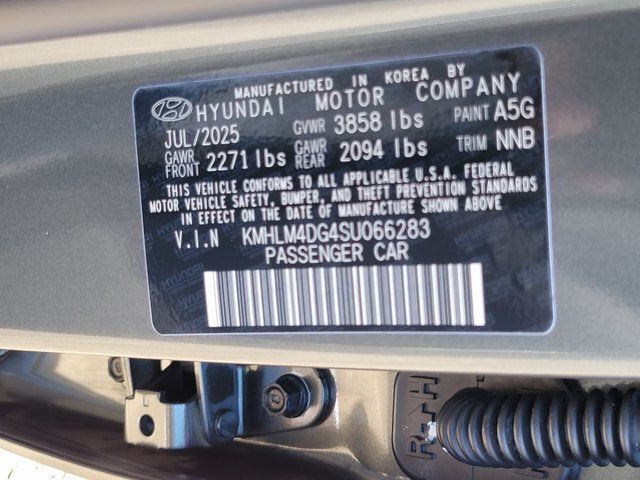 MANUFACTURED IN KOREA BY
HYUNDAI MOTOR COMPANY
JUL/2025 GVWR 3858 lbs PAINT A5G
GAWR FRONT 2271 lbs GAWR REAR 2094 lbs TRIM NNB
THIS VEHICLE CONFORMS TO ALL APPLICABLE U.S.A. FEDERAL
MOTOR VEHICLE SAFETY, BUMPER, AND THEFT PREVENTION STANDARDS
IN EFFECT ON THE DATE OF MANUFACTURE SHOWN ABOVE.
V.I.N KMHLM4DG4SU066283
PASSENGER CAR
RH